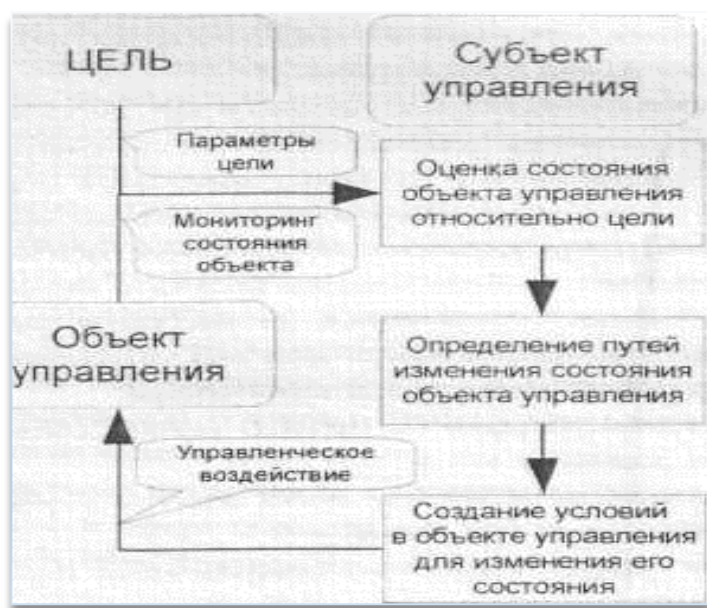 ЦЕЛЬ
Субъект
управления
Параметры
цели
Оценка состояния
объекта управления
относительно цели
Мониторинг
состояния
объекта
Объект
управления
Определение путей
изменения состояния
объекта управления
Управленческое
воздействие
Создание условий
в объекте управления
для изменения его
состояния